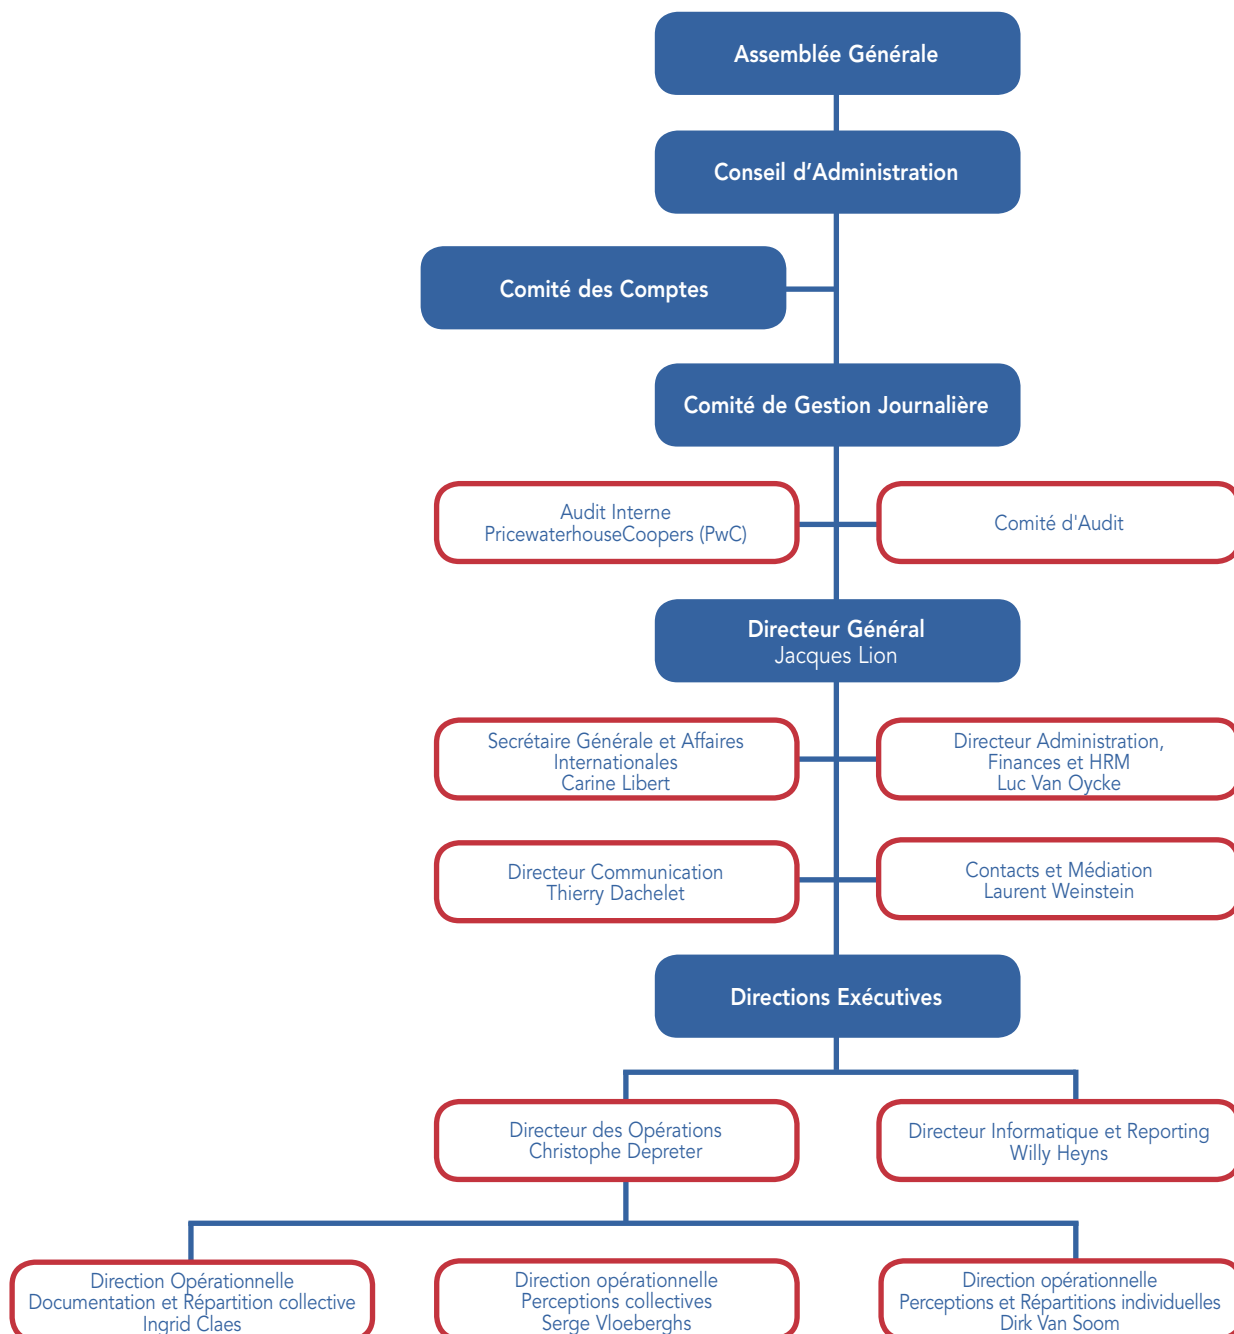 Assemblée Générale
Conseil d'Administration
Comité des Comptes
Comité de Gestion Journalière
Audit Interne
PricewaterhouseCoopers (PwC)
Comité d'Audit
Directeur Général
Jacques Lion
Secrétaire Générale et Affaires
Internationales
Carine Libert
Directeur Administration,
Finances et HRM
Luc Van Oycke
Directeur Communication
Thierry Dachelet
Contacts et Médiation
Laurent Weinstein
Directions Exécutives
Directeur des Opérations
Christophe Depreter
Directeur Informatique et Reporting
Willy Heyns
Direction Opérationnelle
Documentation et Répartition collective
Ingrid Claes
Direction opérationnelle
Perceptions collectives
Serge Vloeberghs
Direction opérationnelle
Perceptions et Répartitions individuelles
Dirk Van Soom